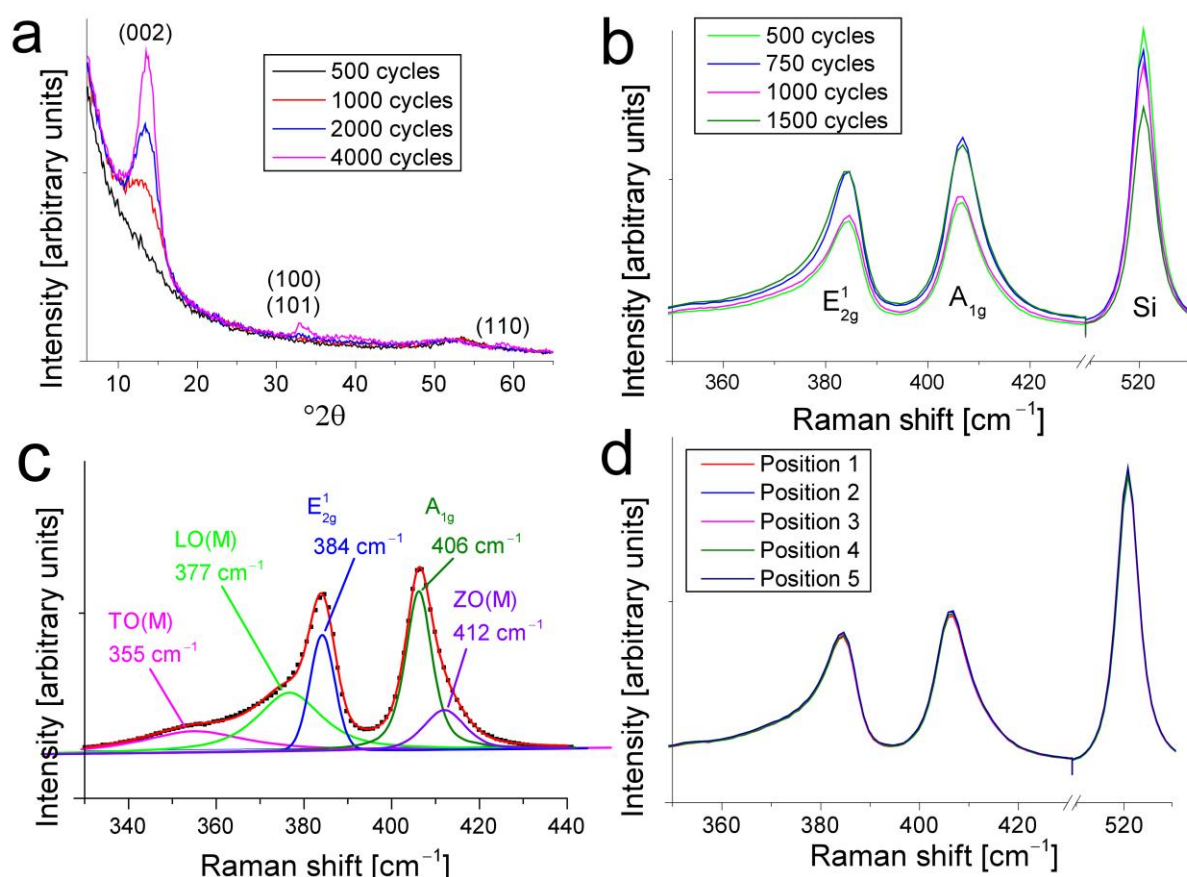 a
(002)
500 cycles
1000 cycles
2000 cycles
4000 cycles
(100)
(101)
(110)
10 20 30 40 50 60
°2θ
Intensity [arbitrary units]
b
500 cycles
750 cycles
1000 cycles
1500 cycles
E¹₂g
A₁g
Si
360 380 400 420 520
Raman shift [cm⁻¹]
Intensity [arbitrary units]
c
TO(M)
355 cm⁻¹
LO(M)
377 cm⁻¹
E¹₂g
384 cm⁻¹
A₁g
406 cm⁻¹
ZO(M)
412 cm⁻¹
340 360 380 400 420 440
Raman shift [cm⁻¹]
Intensity [arbitrary units]
d
Position 1
Position 2
Position 3
Position 4
Position 5
360 380 400 420 520
Raman shift [cm⁻¹]
Intensity [arbitrary units]